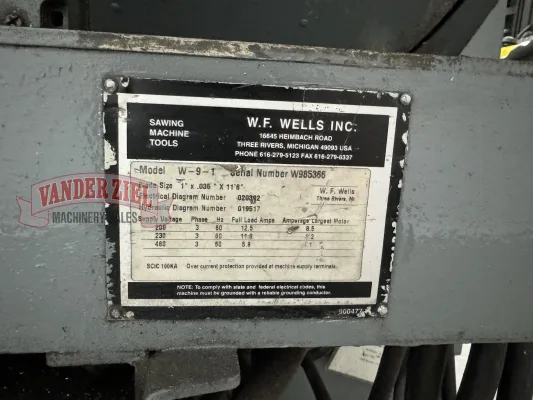 SAWING
MACHINE
TOOLS
W.F. WELLS INC.
16645 HEIMBACH ROAD
THREE RIVERS, MICHIGAN 49093 USA
PHONE 616-279-5123 FAX 616-279-6337
Model W-9-1 Serial Number W985366
Size 1" x .035" X 11'6"
W. F. Wells
Three Rivers, MI
Electrical Diagram Number 020392
Diagram Number 019517
Supply Voltage Phase Hz Full Load Amps Amperage Largest Motor
208 3 60 12.5 8.5
230 3 60
460 3 60 5.8
SCIC 100KA Over current protection provided at machine supply terminals.
NOTE: To comply with state and federal electrical codes, this
machine must be grounded with a reliable grounding conductor.
900477
VANDER ZIEL
MACHINERY SALES